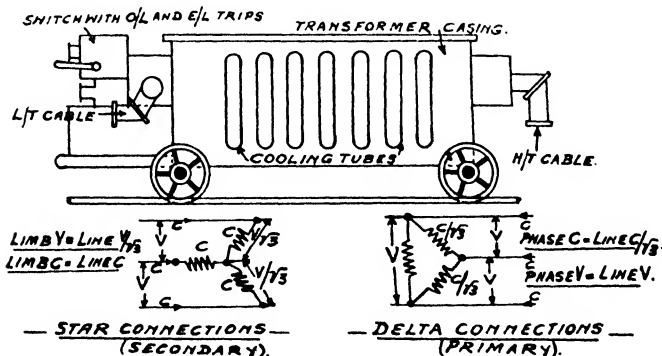 SWITCH WITH O/L AND E/L TRIPS
TRANSFORMER CASING.
L/T CABLE
COOLING TUBES
H/T CABLE.
LIMB V = LINE V/√3
LIMB C = LINE C
C
V
C
V
C
C
C
C
V/√3
V/√3
V
C/√3
C/√3
V
V
C
C
C
PHASE C = LINE C/√3.
PHASE V = LINE V.
— STAR CONNECTIONS —
(SECONDARY).
— DELTA CONNECTIONS —
(PRIMARY).